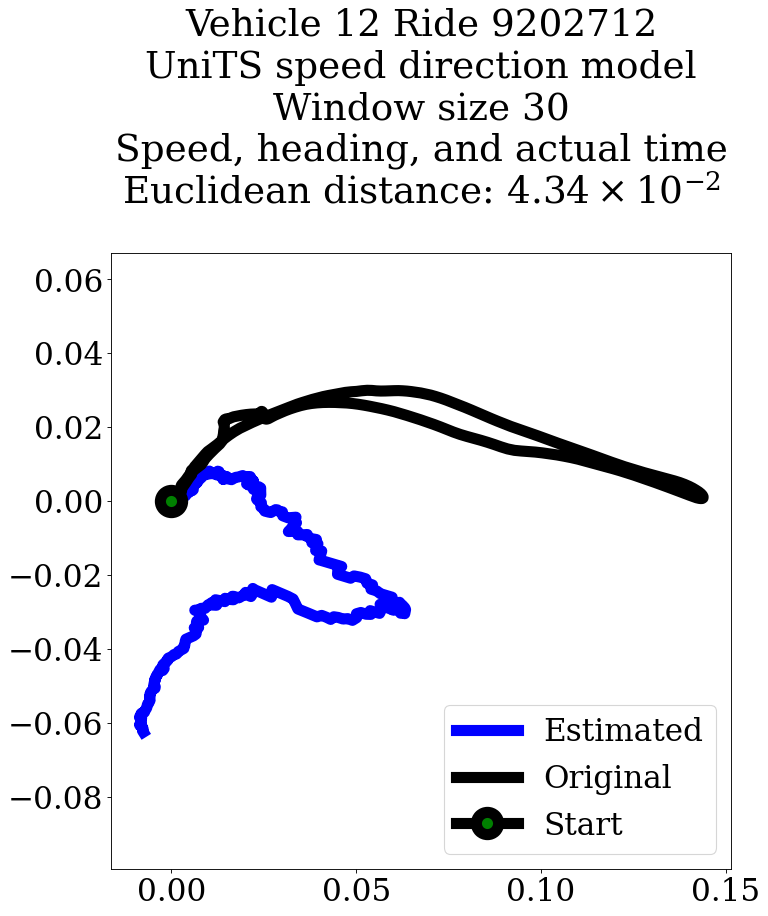 Vehicle 12 Ride 9202712
UniTS speed direction model
Window size 30
Speed, heading, and actual time
Euclidean distance: 4.34 × 10⁻²
0.06
0.04
0.02
0.00
−0.02
−0.04
−0.06
−0.08
Estimated
Original
Start
0.00 0.05 0.10 0.15